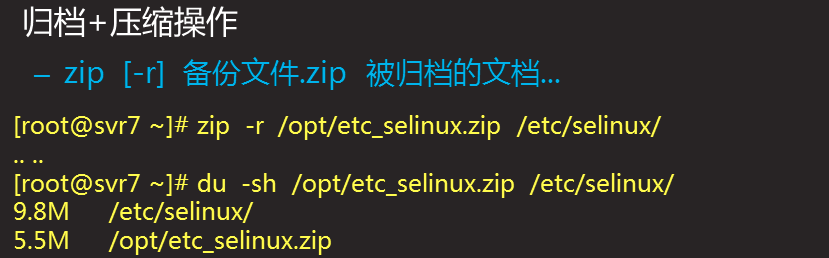 归档+压缩操作
– zip [-r] 备份文件.zip 被归档的文档...
[root@svr7 ~]# zip -r /opt/etc_selinux.zip /etc/selinux/
.. ..
[root@svr7 ~]# du -sh /opt/etc_selinux.zip /etc/selinux/
9.8M /etc/selinux/
5.5M /opt/etc_selinux.zip